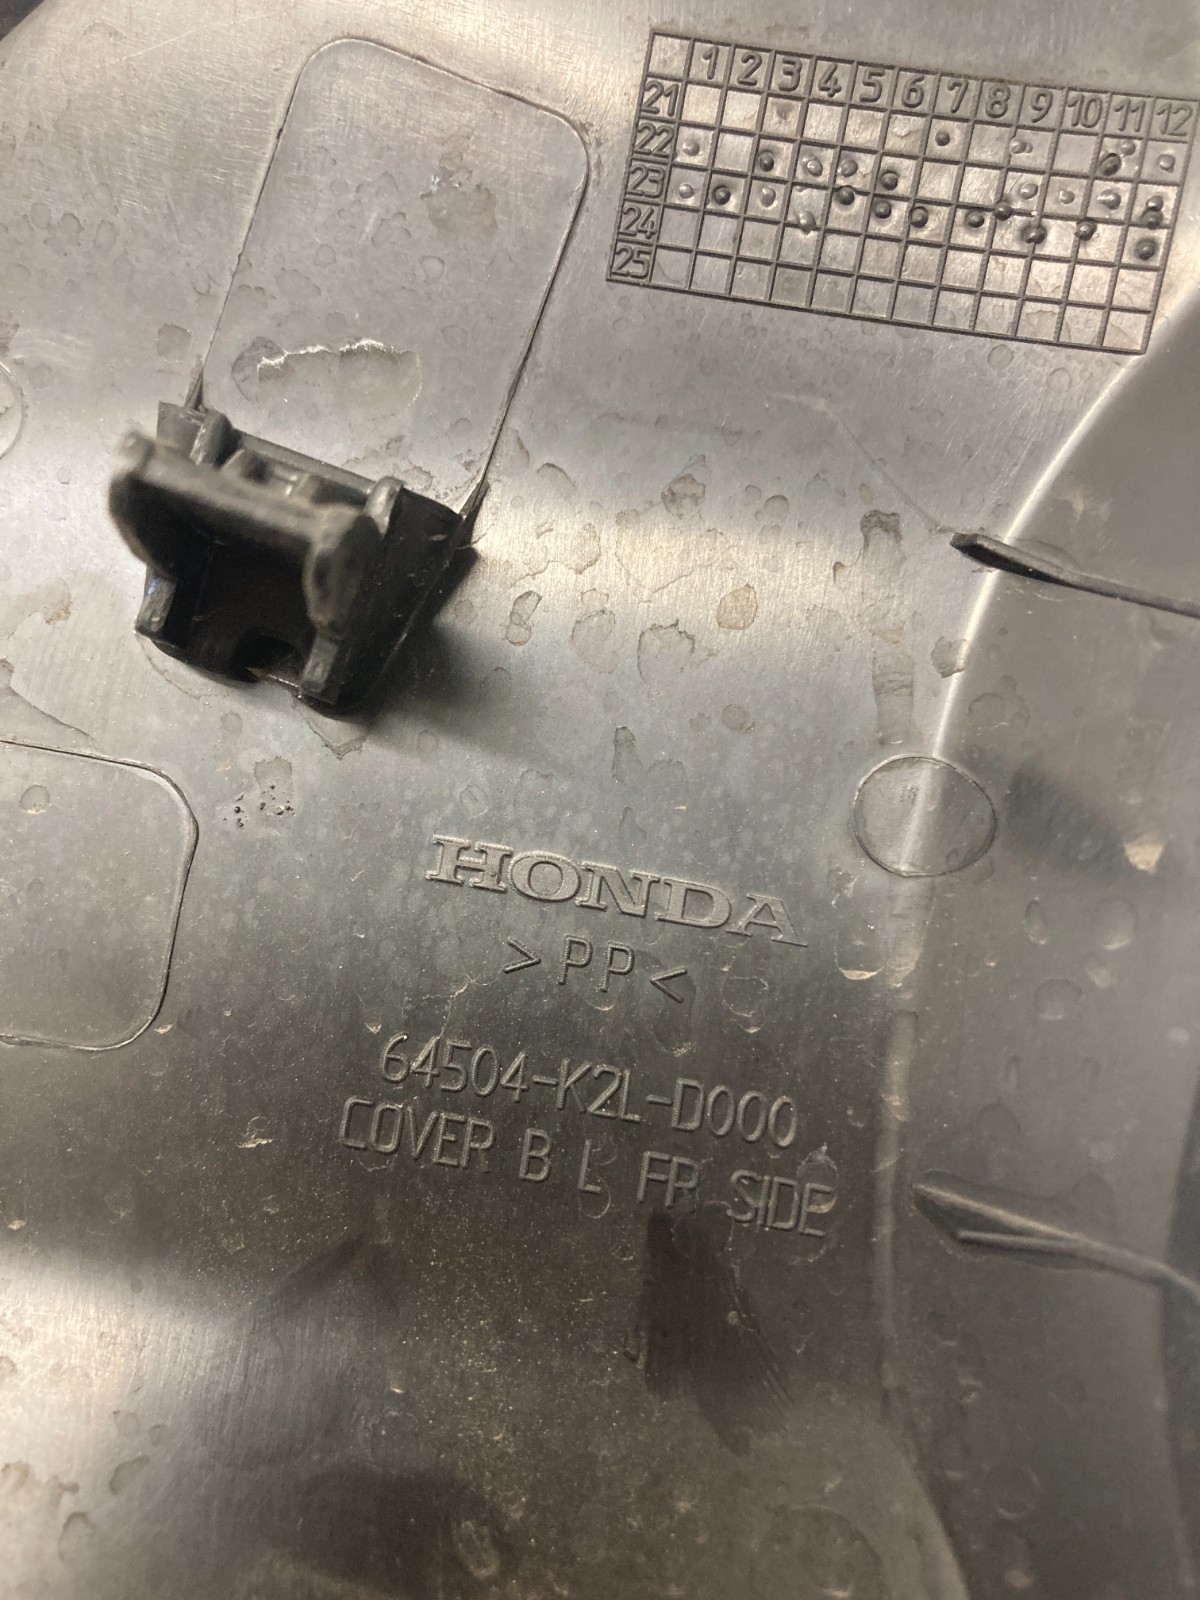 1 2 3 4 5 6 7 8 9 10 11 12
21
22
23
24
25
HONDA
>PP<
64504-K2L-D000
COVER B L FR SIDE